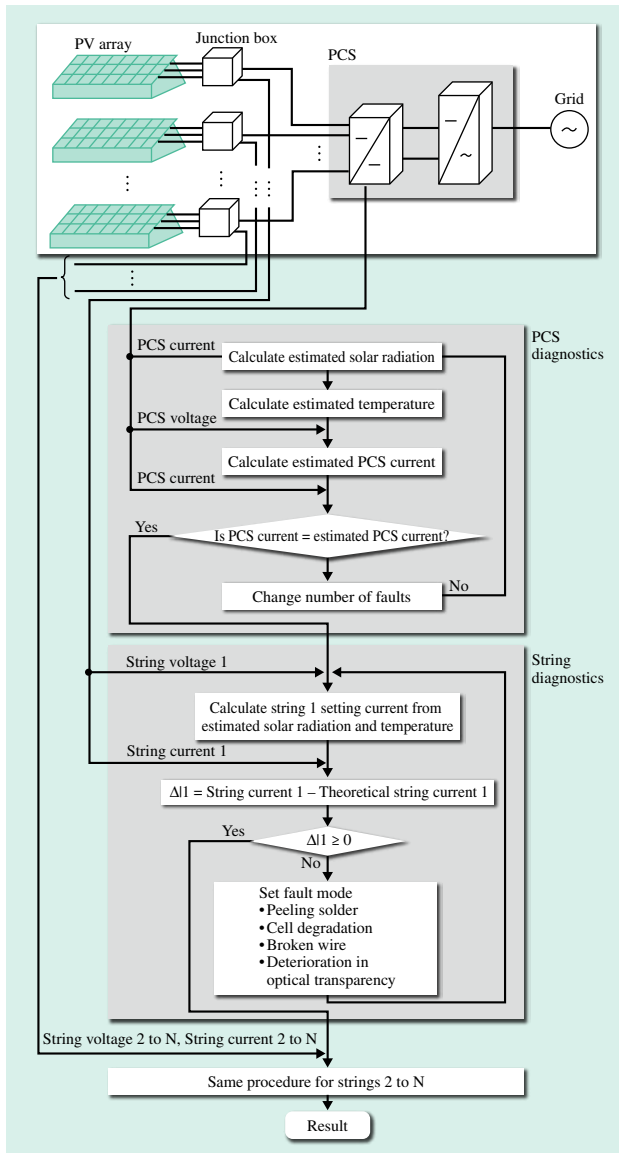 PV array
Junction box
PCS
Grid
PCS
diagnostics
PCS current
Calculate estimated solar radiation
Calculate estimated temperature
PCS voltage
Calculate estimated PCS current
PCS current
Yes
Is PCS current = estimated PCS current?
No
Change number of faults
String
diagnostics
String voltage 1
Calculate string 1 setting current from
estimated solar radiation and temperature
String current 1
Δ|1 = String current 1 – Theoretical string current 1
Yes
Δ|1 ≥ 0
No
Set fault mode
•Peeling solder
•Cell degradation
•Broken wire
•Deterioration in
optical transparency
String voltage 2 to N, String current 2 to N
Same procedure for strings 2 to N
Result